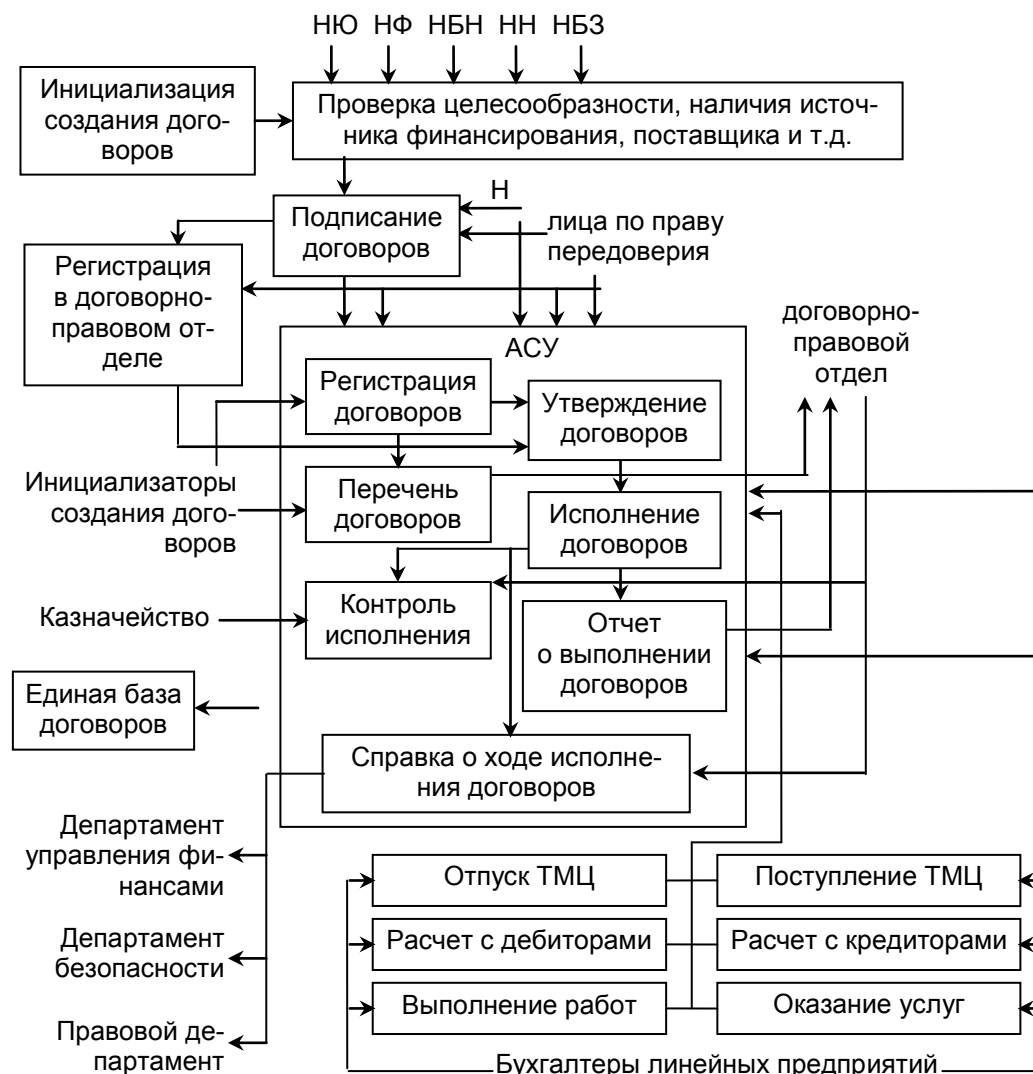 НЮ НФ НБН НН НБЗ
Инициализация
создания дого-
воров
Проверка целесообразности, наличия источ-
ника финансирования, поставщика и т.д.
Н
Подписание
договоров
лица по праву
передоверия
Регистрация
в договорно-
правовом от-
деле
договорно-
правовой
отдел
АСУ
Регистрация
договоров
Утверждение
договоров
Инициализаторы
создания дого-
воров
Перечень
договоров
Исполнение
договоров
Казначейство
Контроль
исполнения
Отчет
о выполнении
договоров
Единая база
договоров
Справка о ходе исполне-
ния договоров
Департамент
управления фи-
нансами
Департамент
безопасности
Правовой де-
партамент
Отпуск ТМЦ
Поступление ТМЦ
Расчет с дебиторами
Расчет с кредиторами
Выполнение работ
Оказание услуг
Бухгалтеры линейных предприятий